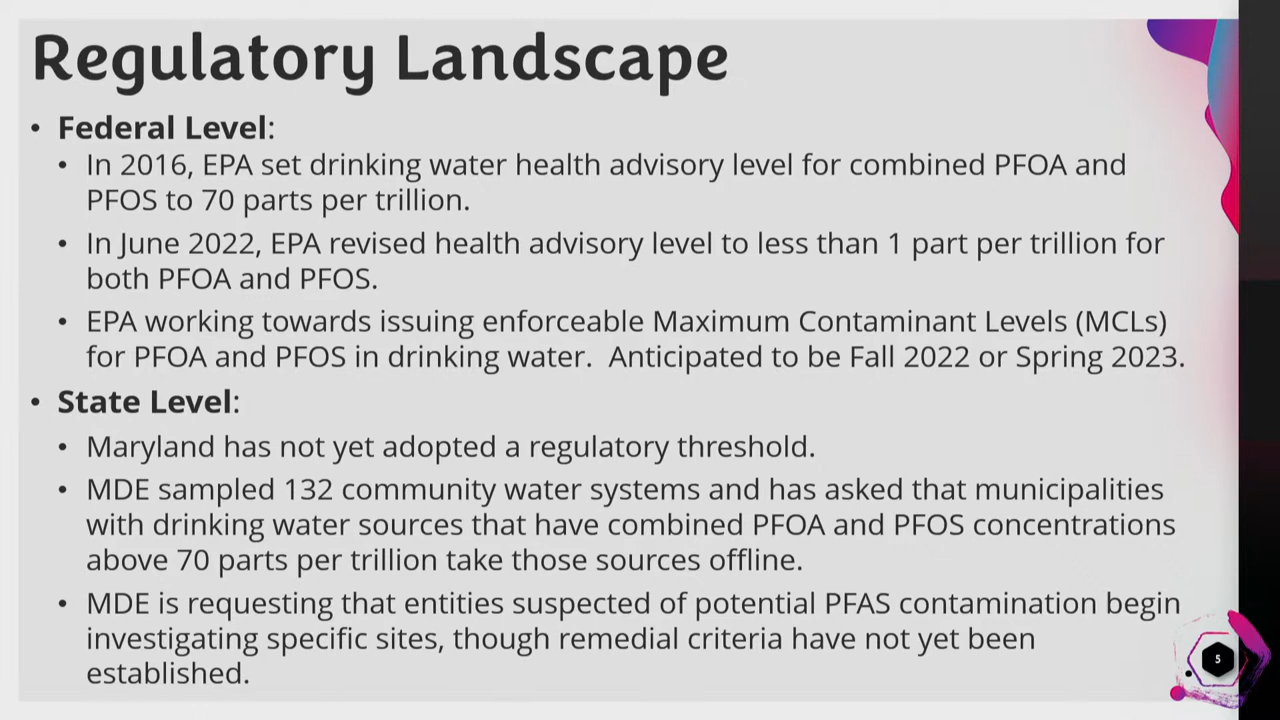 Regulatory Landscape
• Federal Level:
• In 2016, EPA set drinking water health advisory level for combined PFOA and
PFOS to 70 parts per trillion.
• In June 2022, EPA revised health advisory level to less than 1 part per trillion for
both PFOA and PFOS.
• EPA working towards issuing enforceable Maximum Contaminant Levels (MCLs)
for PFOA and PFOS in drinking water.  Anticipated to be Fall 2022 or Spring 2023.
• State Level:
• Maryland has not yet adopted a regulatory threshold.
• MDE sampled 132 community water systems and has asked that municipalities
with drinking water sources that have combined PFOA and PFOS concentrations
above 70 parts per trillion take those sources offline.
• MDE is requesting that entities suspected of potential PFAS contamination begin
investigating specific sites, though remedial criteria have not yet been
established.
5